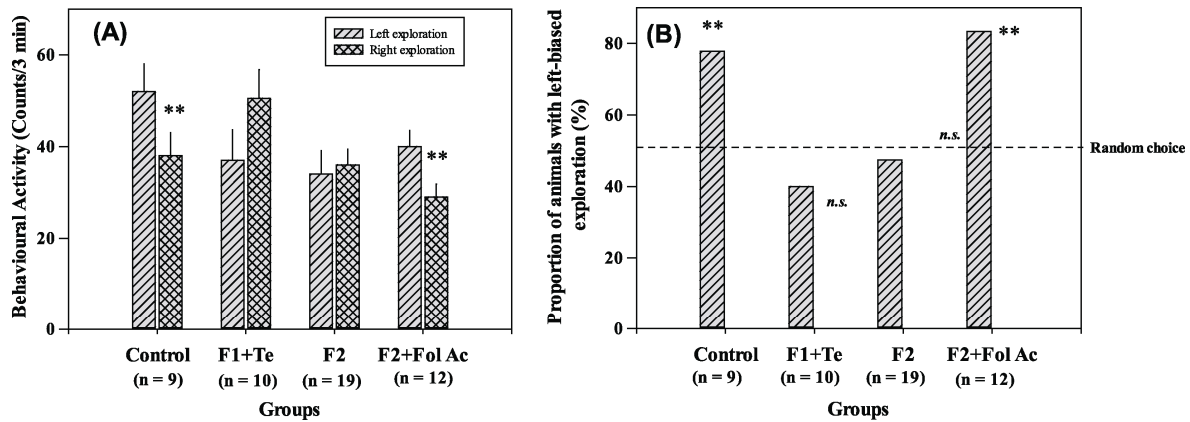 (A)
Left exploration
Right exploration
Behavioural Activity (Counts/3 min)
60
40
20
0
**
**
Control
F1+Te
F2
F2+Fol Ac
(n = 9)
(n = 10)
(n = 19)
(n = 12)
Groups
(B)
Proportion of animals with left-biased
exploration (%)
80
60
40
20
0
**
n.s.
n.s.
**
Random choice
Control
F1+Te
F2
F2+Fol Ac
(n = 9)
(n = 10)
(n = 19)
(n = 12)
Groups